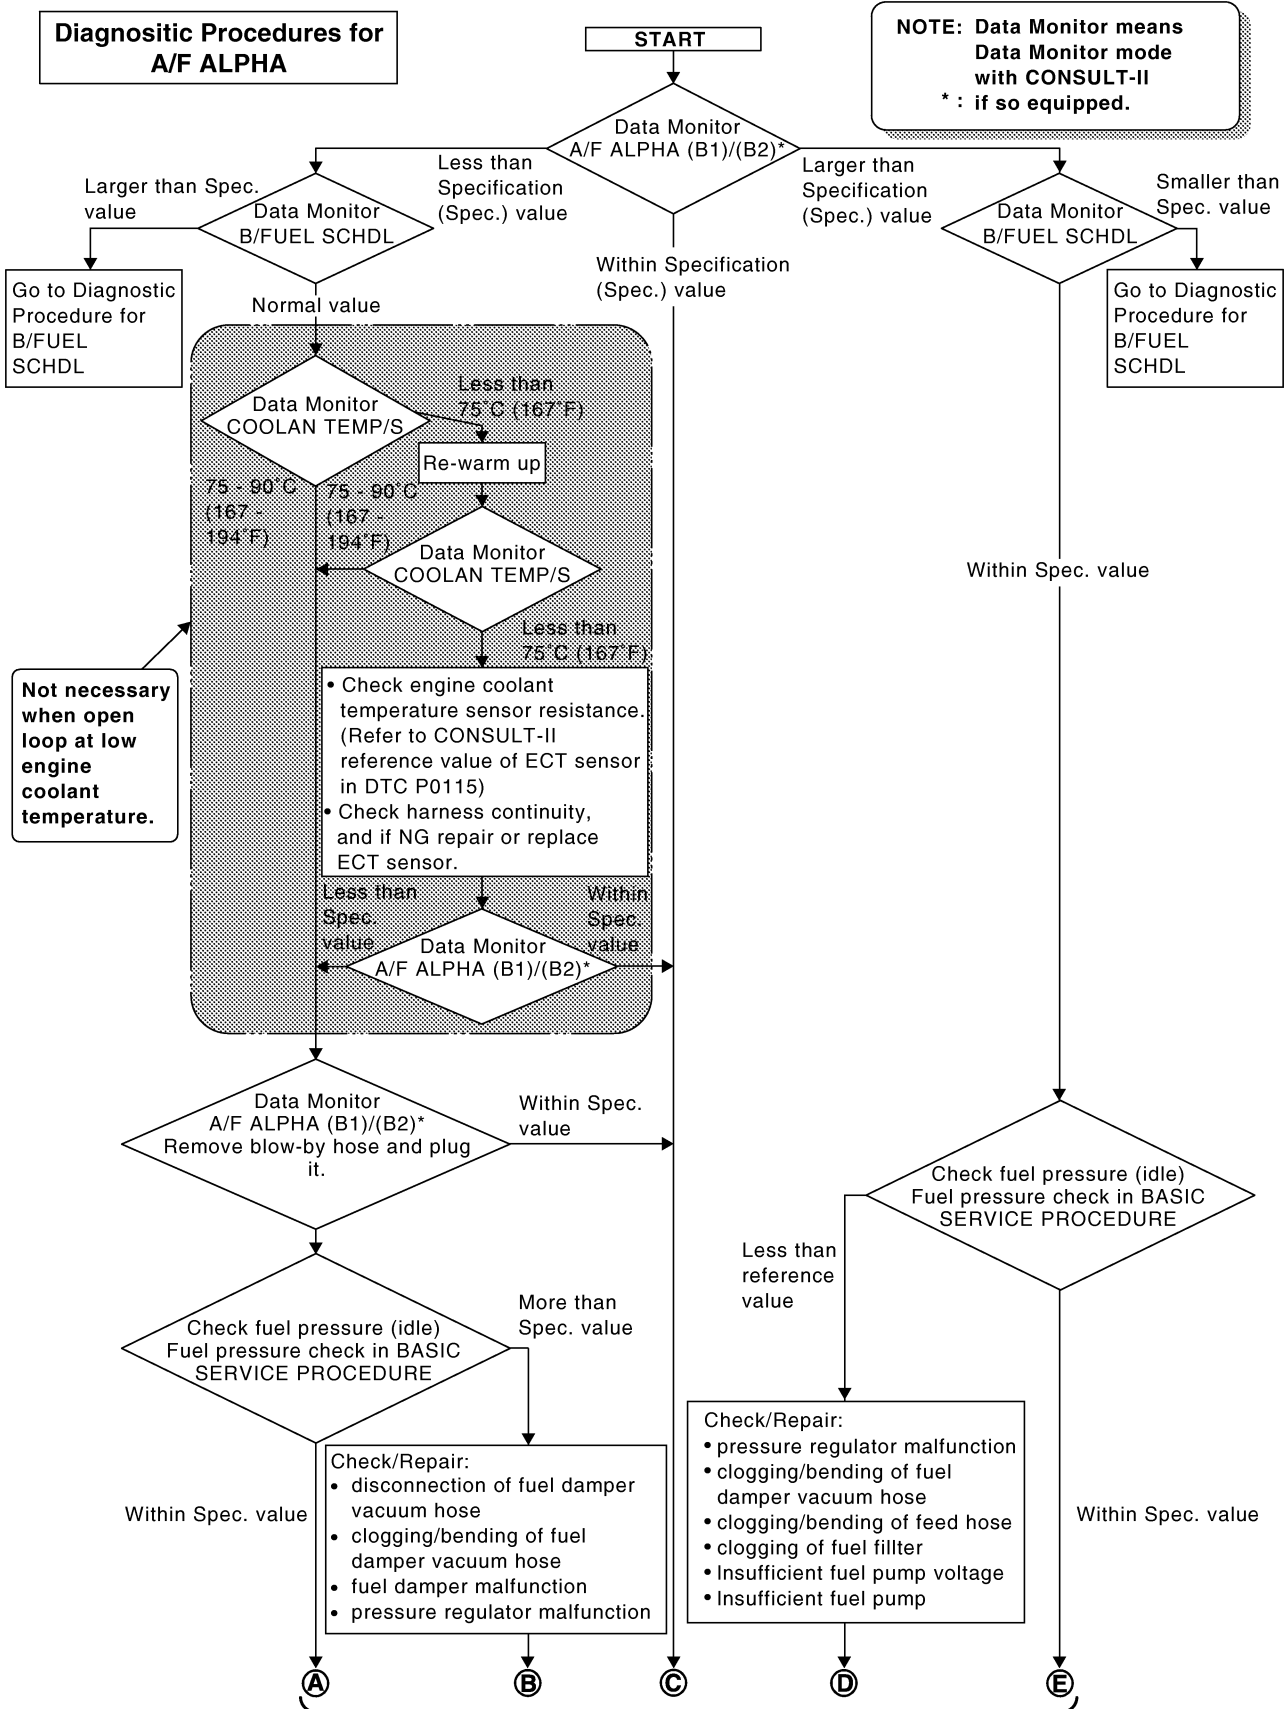 Diagnositic Procedures for
A/F ALPHA
START
NOTE: Data Monitor means
Data Monitor mode
with CONSULT-II
* : if so equipped.
Data Monitor
A/F ALPHA (B1)/(B2)*
Less than
Specification
(Spec.) value
Larger than
Specification
(Spec.) value
Within Specification
(Spec.) value
Larger than Spec.
value
Data Monitor
B/FUEL SCHDL
Go to Diagnostic
Procedure for
B/FUEL
SCHDL
Normal value
Data Monitor
B/FUEL SCHDL
Smaller than
Spec. value
Go to Diagnostic
Procedure for
B/FUEL
SCHDL
Data Monitor
COOLAN TEMP/S
Less than
75˚C (167˚F)
Re-warm up
75 - 90˚C
(167 -
194˚F)
75 - 90˚C
(167 -
194˚F)
Data Monitor
COOLAN TEMP/S
Within Spec. value
Less than
75˚C (167˚F)
Not necessary
when open
loop at low
engine
coolant
temperature.
• Check engine coolant
temperature sensor resistance.
(Refer to CONSULT-II
reference value of ECT sensor
in DTC P0115)
• Check harness continuity,
and if NG repair or replace
ECT sensor.
Less than
Spec.
value
Within
Spec.
value
Data Monitor
A/F ALPHA (B1)/(B2)*
Data Monitor
A/F ALPHA (B1)/(B2)*
Remove blow-by hose and plug
it.
Within Spec.
value
Check fuel pressure (idle)
Fuel pressure check in BASIC
SERVICE PROCEDURE
Less than
reference
value
Check fuel pressure (idle)
Fuel pressure check in BASIC
SERVICE PROCEDURE
More than
Spec. value
Within Spec. value
Check/Repair:
• disconnection of fuel damper
vacuum hose
• clogging/bending of fuel
damper vacuum hose
• fuel damper malfunction
• pressure regulator malfunction
Check/Repair:
• pressure regulator malfunction
• clogging/bending of fuel
damper vacuum hose
• clogging/bending of feed hose
• clogging of fuel fillter
• Insufficient fuel pump voltage
• Insufficient fuel pump
Within Spec. value
A
B
C
D
E